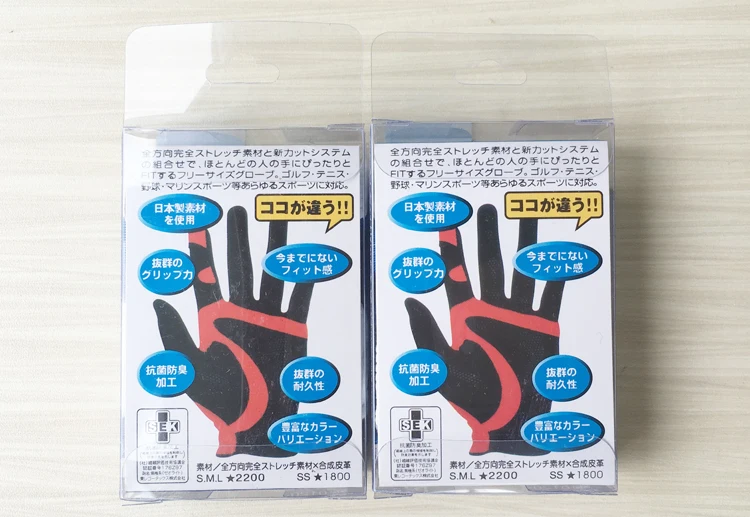 全方向完全ストレッチ素材と新カットシステム
の組合せで、ほとんどの人の手にぴったりと
FITするフリーサイズグローブ。ゴルフ・テニス・
野球・マリンスポーツ等あらゆるスポーツに対応。
日本製素材
を使用
ココが違う!!
抜群の
グリップ力
今までにない
フィット感
抗菌防臭
加工
抜群の
耐久性
豊富なカラー
バリエーション
SEK
素材/全方向完全ストレッチ素材×合成皮革
S.M.L ★2200 SS ★1800
全方向完全ストレッチ素材と新カットシステム
の組合せで、ほとんどの人の手にぴったりと
FITするフリーサイズグローブ。ゴルフ・テニス・
野球・マリンスポーツ等あらゆるスポーツに対応。
日本製素材
を使用
ココが違う!!
抜群の
グリップ力
今までにない
フィット感
抗菌防臭
加工
抜群の
耐久性
豊富なカラー
バリエーション
SEK
抗菌防臭加工
素材/全方向完全ストレッチ素材×合成皮革
S.M.L ★2200 SS ★1800